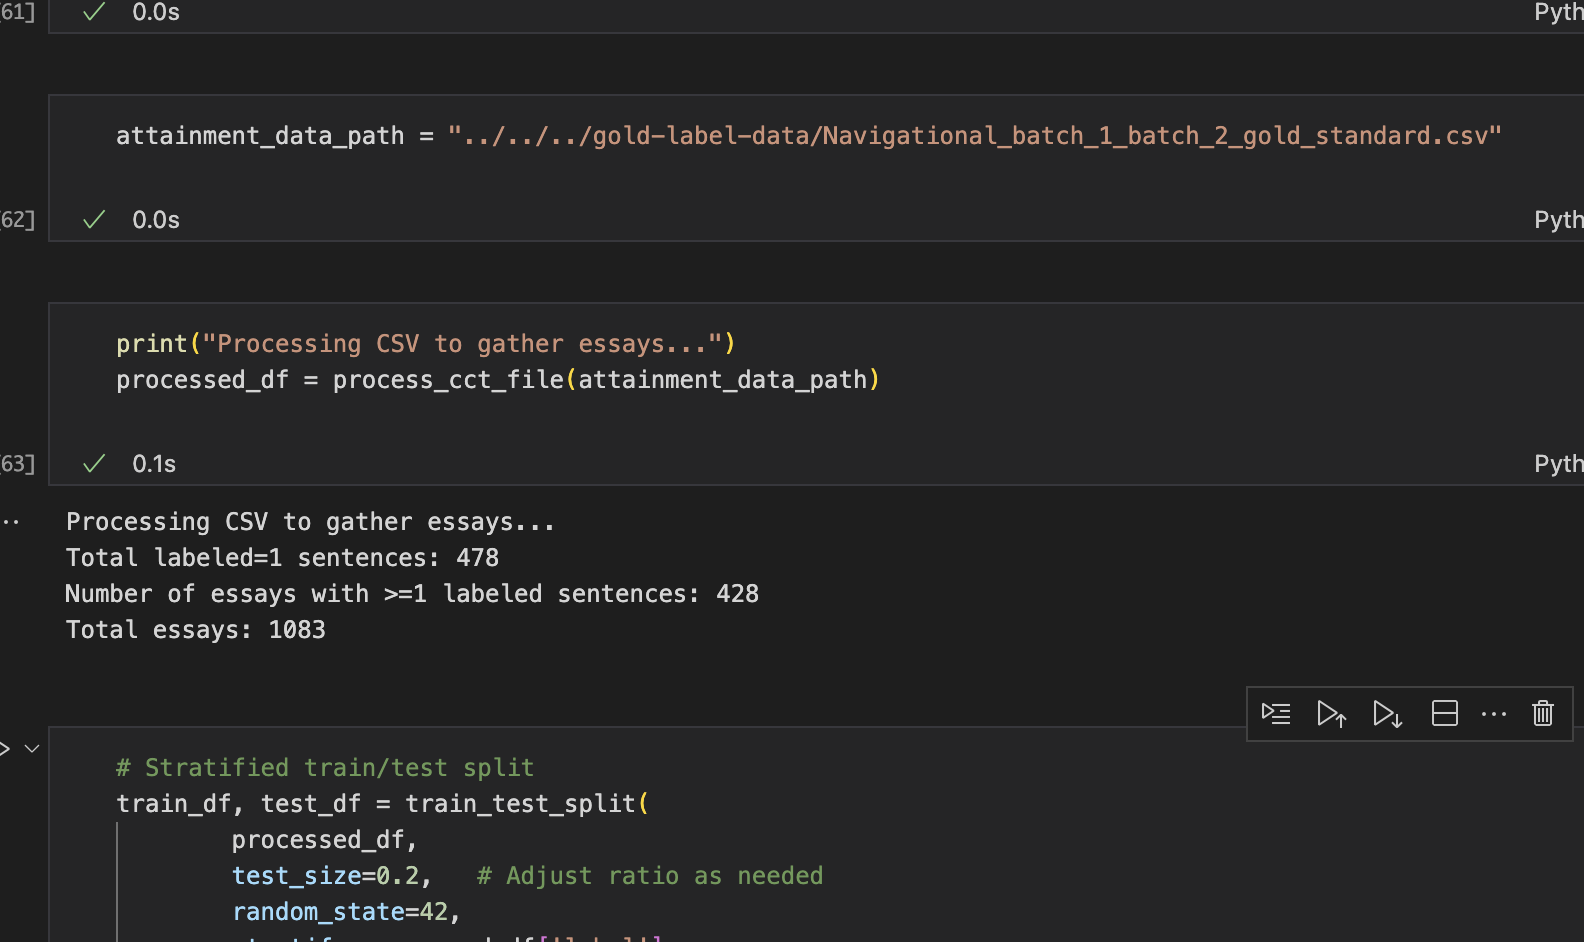 61]
0.0s
Pyth
attainment_data_path = "../../../gold-label-data/Navigational_batch_1_batch_2_gold_standard.csv"
62]
0.0s
Pyth
print("Processing CSV to gather essays...")
processed_df = process_cct_file(attainment_data_path)
63]
0.1s
Pyth
Processing CSV to gather essays...
Total labeled=1 sentences: 478
Number of essays with >=1 labeled sentences: 428
Total essays: 1083
# Stratified train/test split
train_df, test_df = train_test_split(
processed_df,
test_size=0.2,   # Adjust ratio as needed
random_state=42,